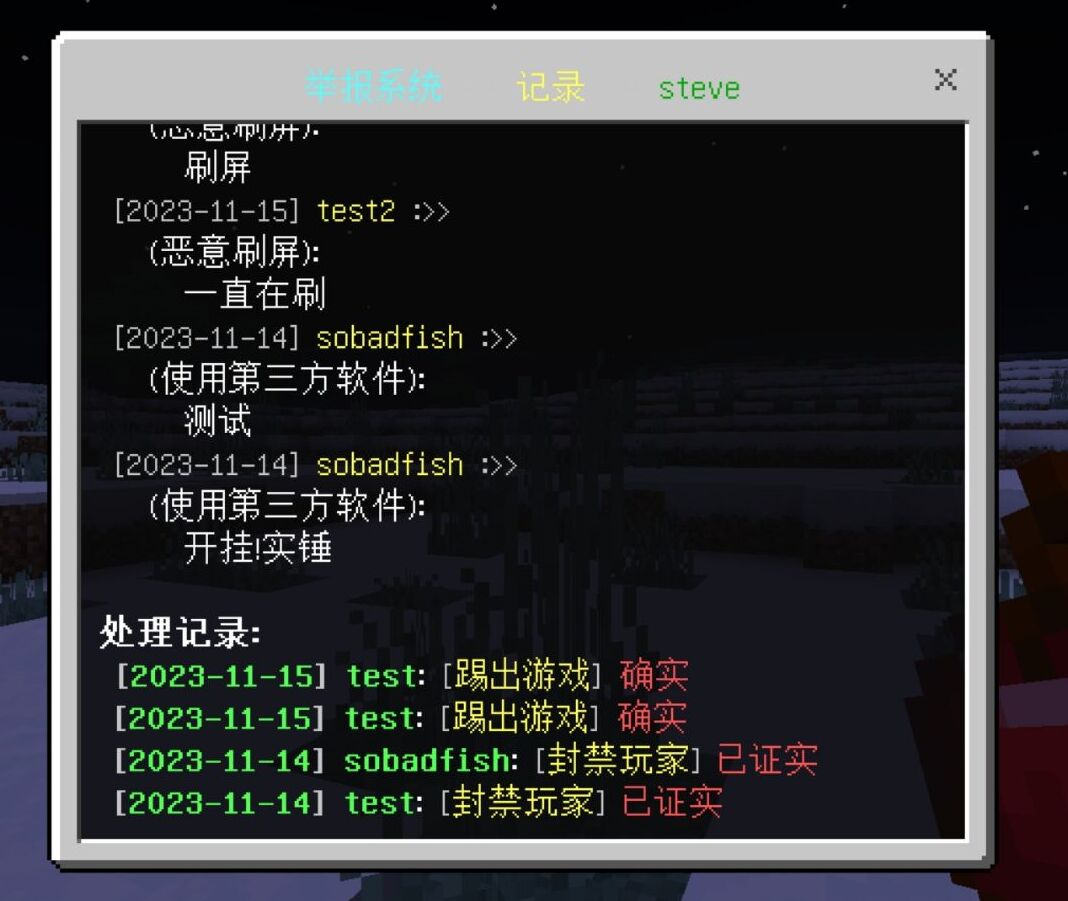 举报系统 记录 steve
(恶意刷屏):
刷屏
[2023-11-15] test2 :>>
(恶意刷屏):
一直在刷
[2023-11-14] sobadfish :>>
(使用第三方软件):
测试
[2023-11-14] sobadfish :>>
(使用第三方软件):
开挂!实锤
处理记录:
[2023-11-15] test: [踢出游戏] 确实
[2023-11-15] test: [踢出游戏] 确实
[2023-11-14] sobadfish: [封禁玩家] 已证实
[2023-11-14] test: [封禁玩家] 已证实